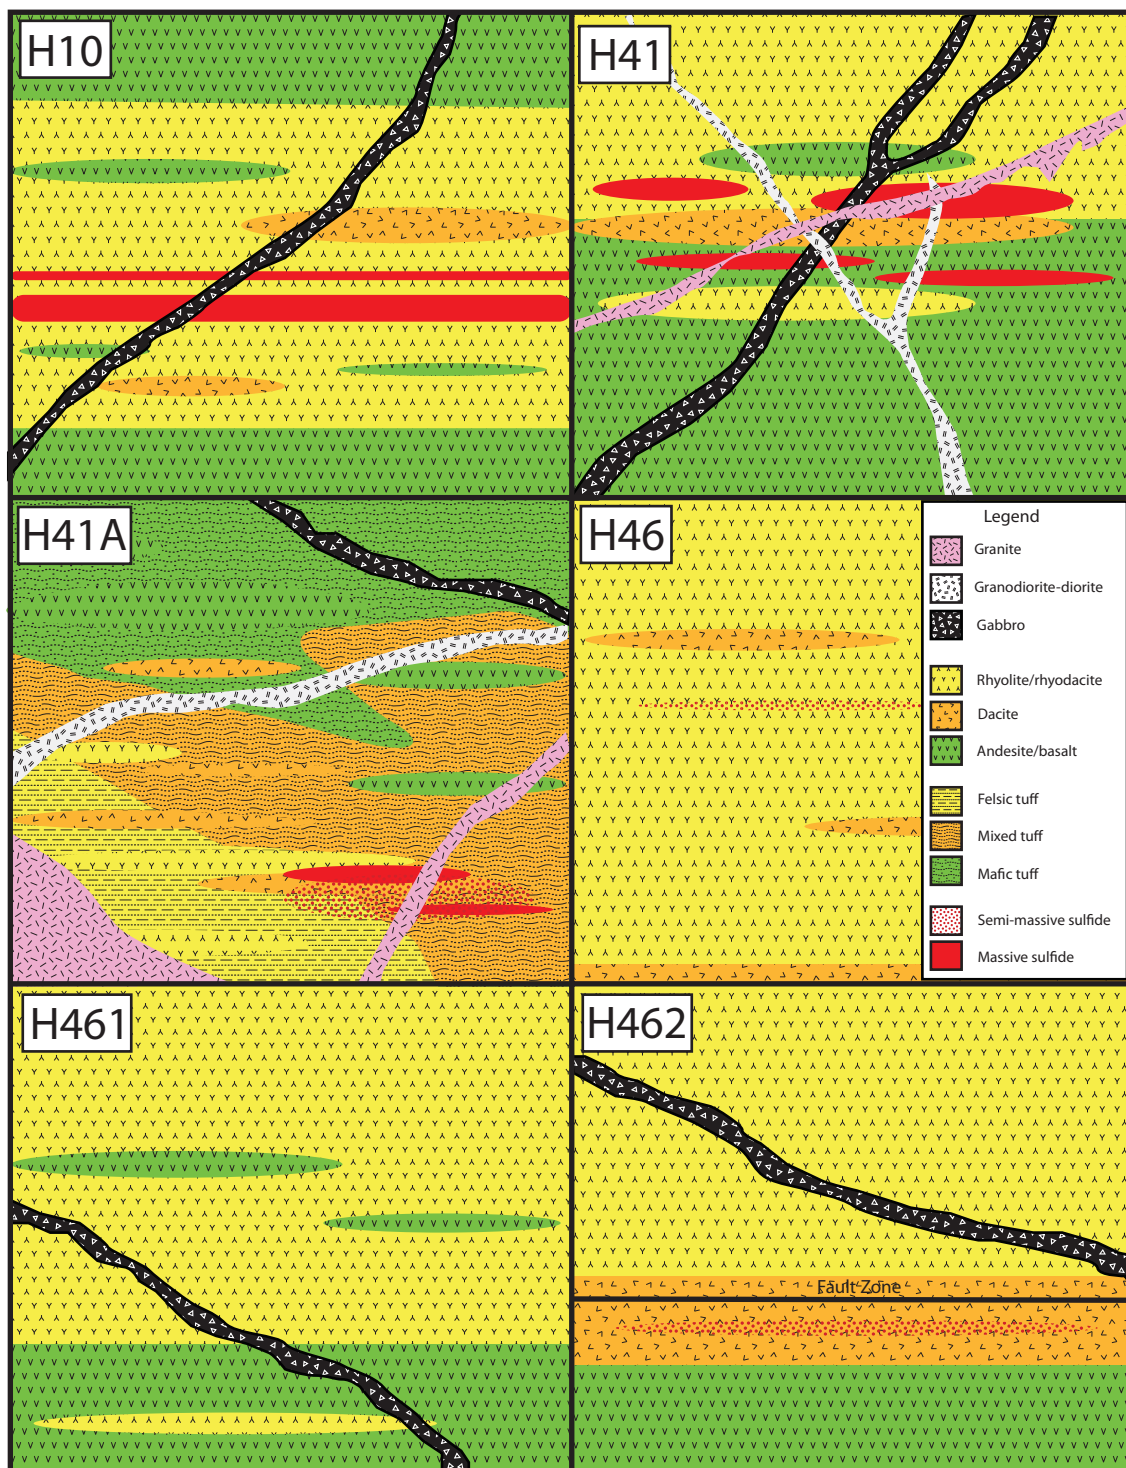 H10
H41
H41A
H46
Legend
Granite
Granodiorite-diorite
Gabbro
Rhyolite/rhyodacite
Dacite
Andesite/basalt
Felsic tuff
Mixed tuff
Mafic tuff
Semi-massive sulfide
Massive sulfide
H461
H462
Fault Zone